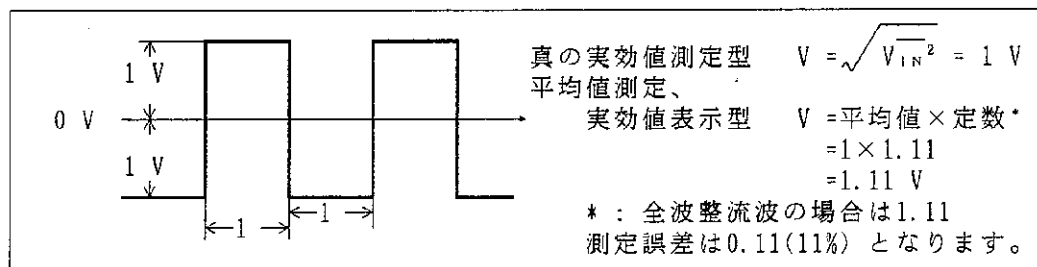 1 V
0 V
1 V
1
1
真の実効値測定型 V =√V̅I̅N̅² = 1 V
平均値測定、
実効値表示型 V =平均値×定数*
=1×1.11
=1.11 V
* : 全波整流波の場合は1.11
測定誤差は0.11(11%) となります。